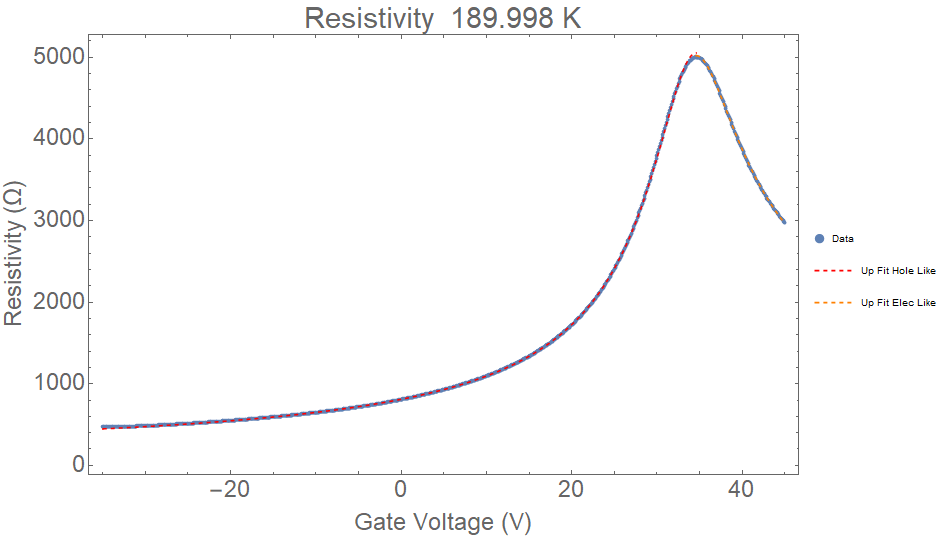 Resistivity 189.998 K
5000
4000
3000
2000
1000
0
Resistivity (Ω)
−20
0
20
40
Gate Voltage (V)
Data
Up Fit Hole Like
Up Fit Elec Like